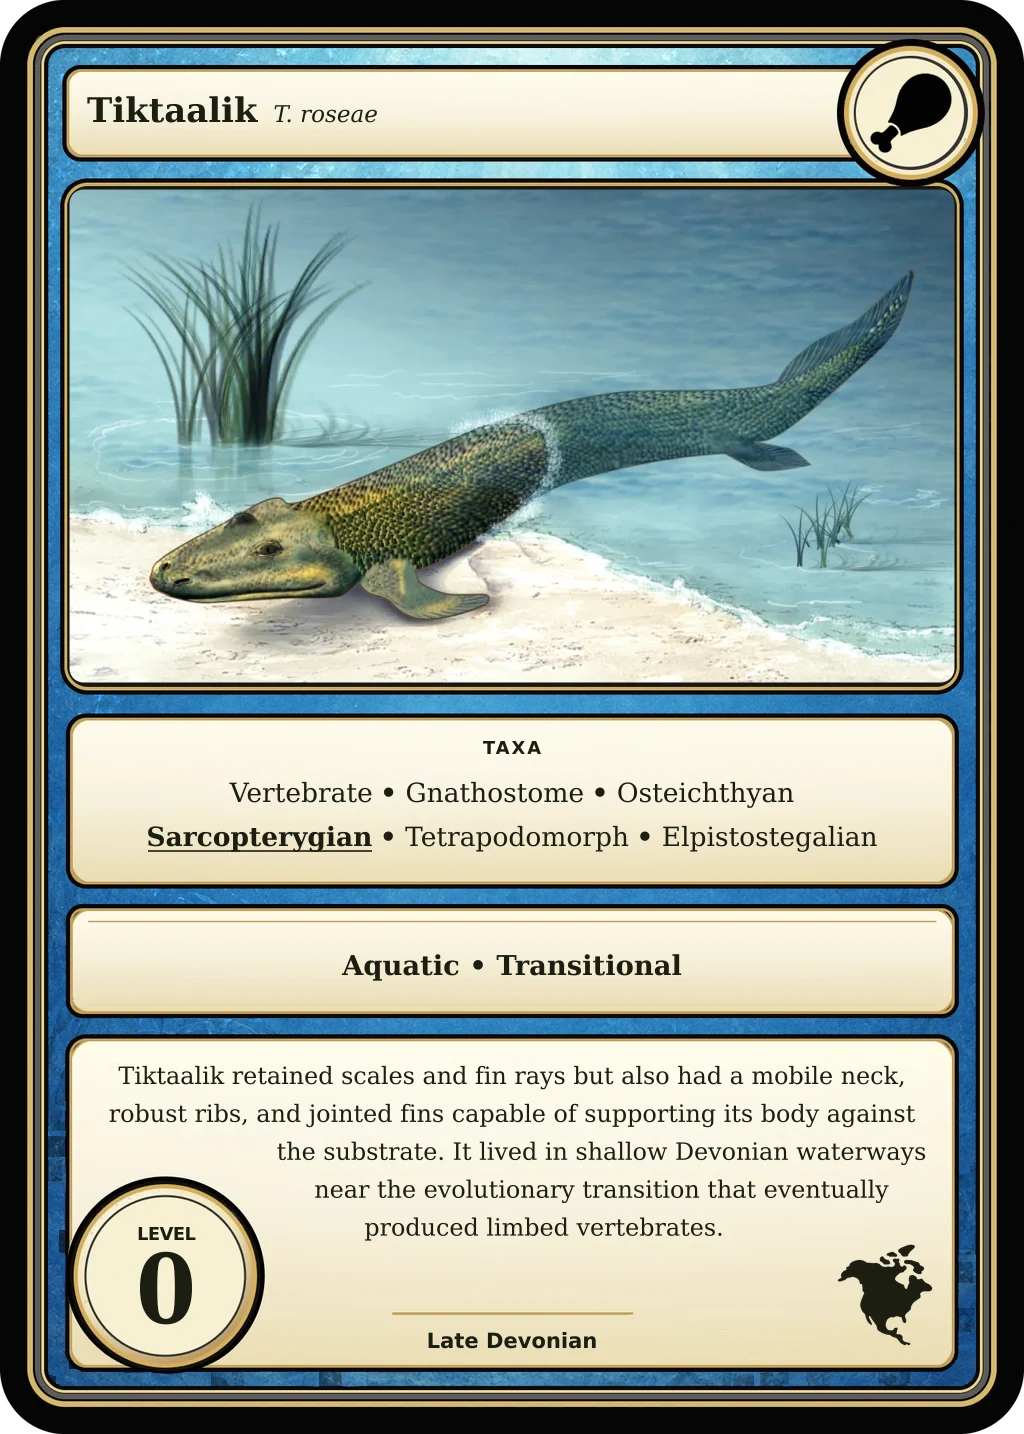 Tiktaalik T. roseae
TAXA
Vertebrate • Gnathostome • Osteichthyan
Sarcopterygian • Tetrapodomorph • Elpistostegalian
Aquatic • Transitional
Tiktaalik retained scales and fin rays but also had a mobile neck,
robust ribs, and jointed fins capable of supporting its body against
the substrate. It lived in shallow Devonian waterways
near the evolutionary transition that eventually
produced limbed vertebrates.
LEVEL
0
Late Devonian